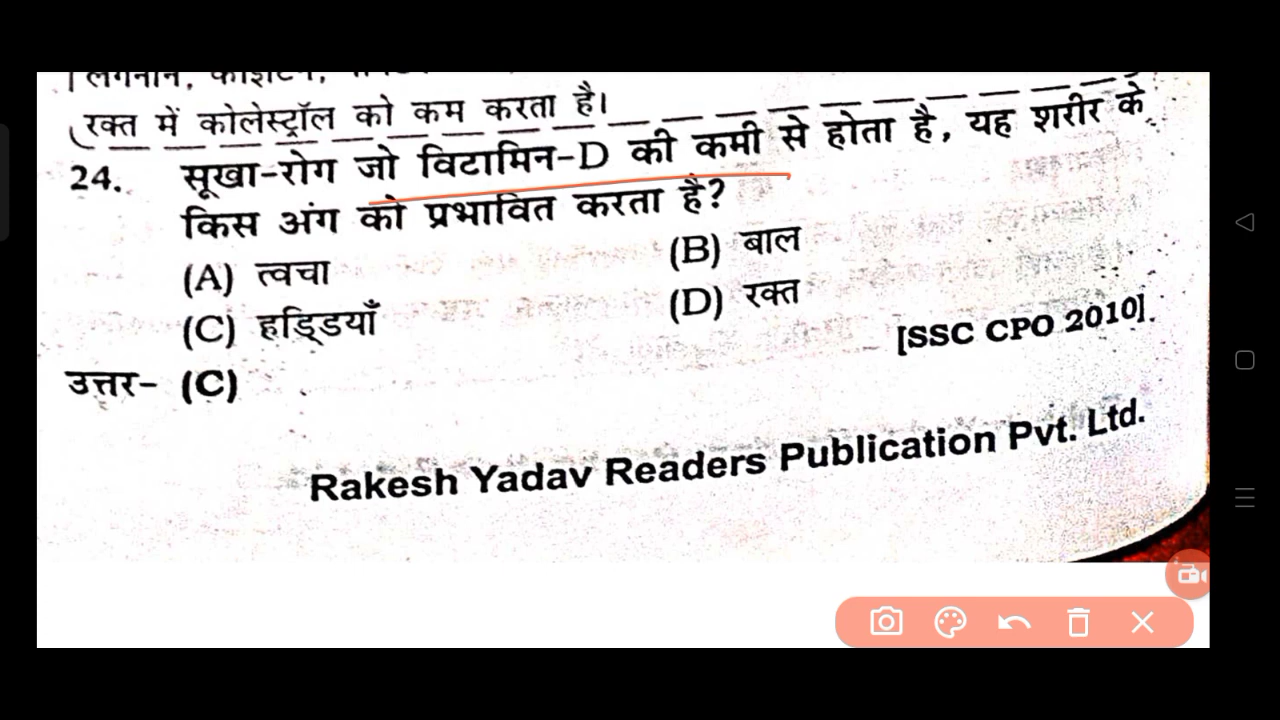 रक्त में कोलेस्ट्रॉल को कम करता है।
24. सूखा-रोग जो विटामिन-D की कमी से होता है, यह शरीर के
किस अंग को प्रभावित करता है?
(A) त्वचा (B) बाल
(C) हड्डियाँ (D) रक्त
[SSC CPO 2010].
उत्तर- (C)
Rakesh Yadav Readers Publication Pvt. Ltd.